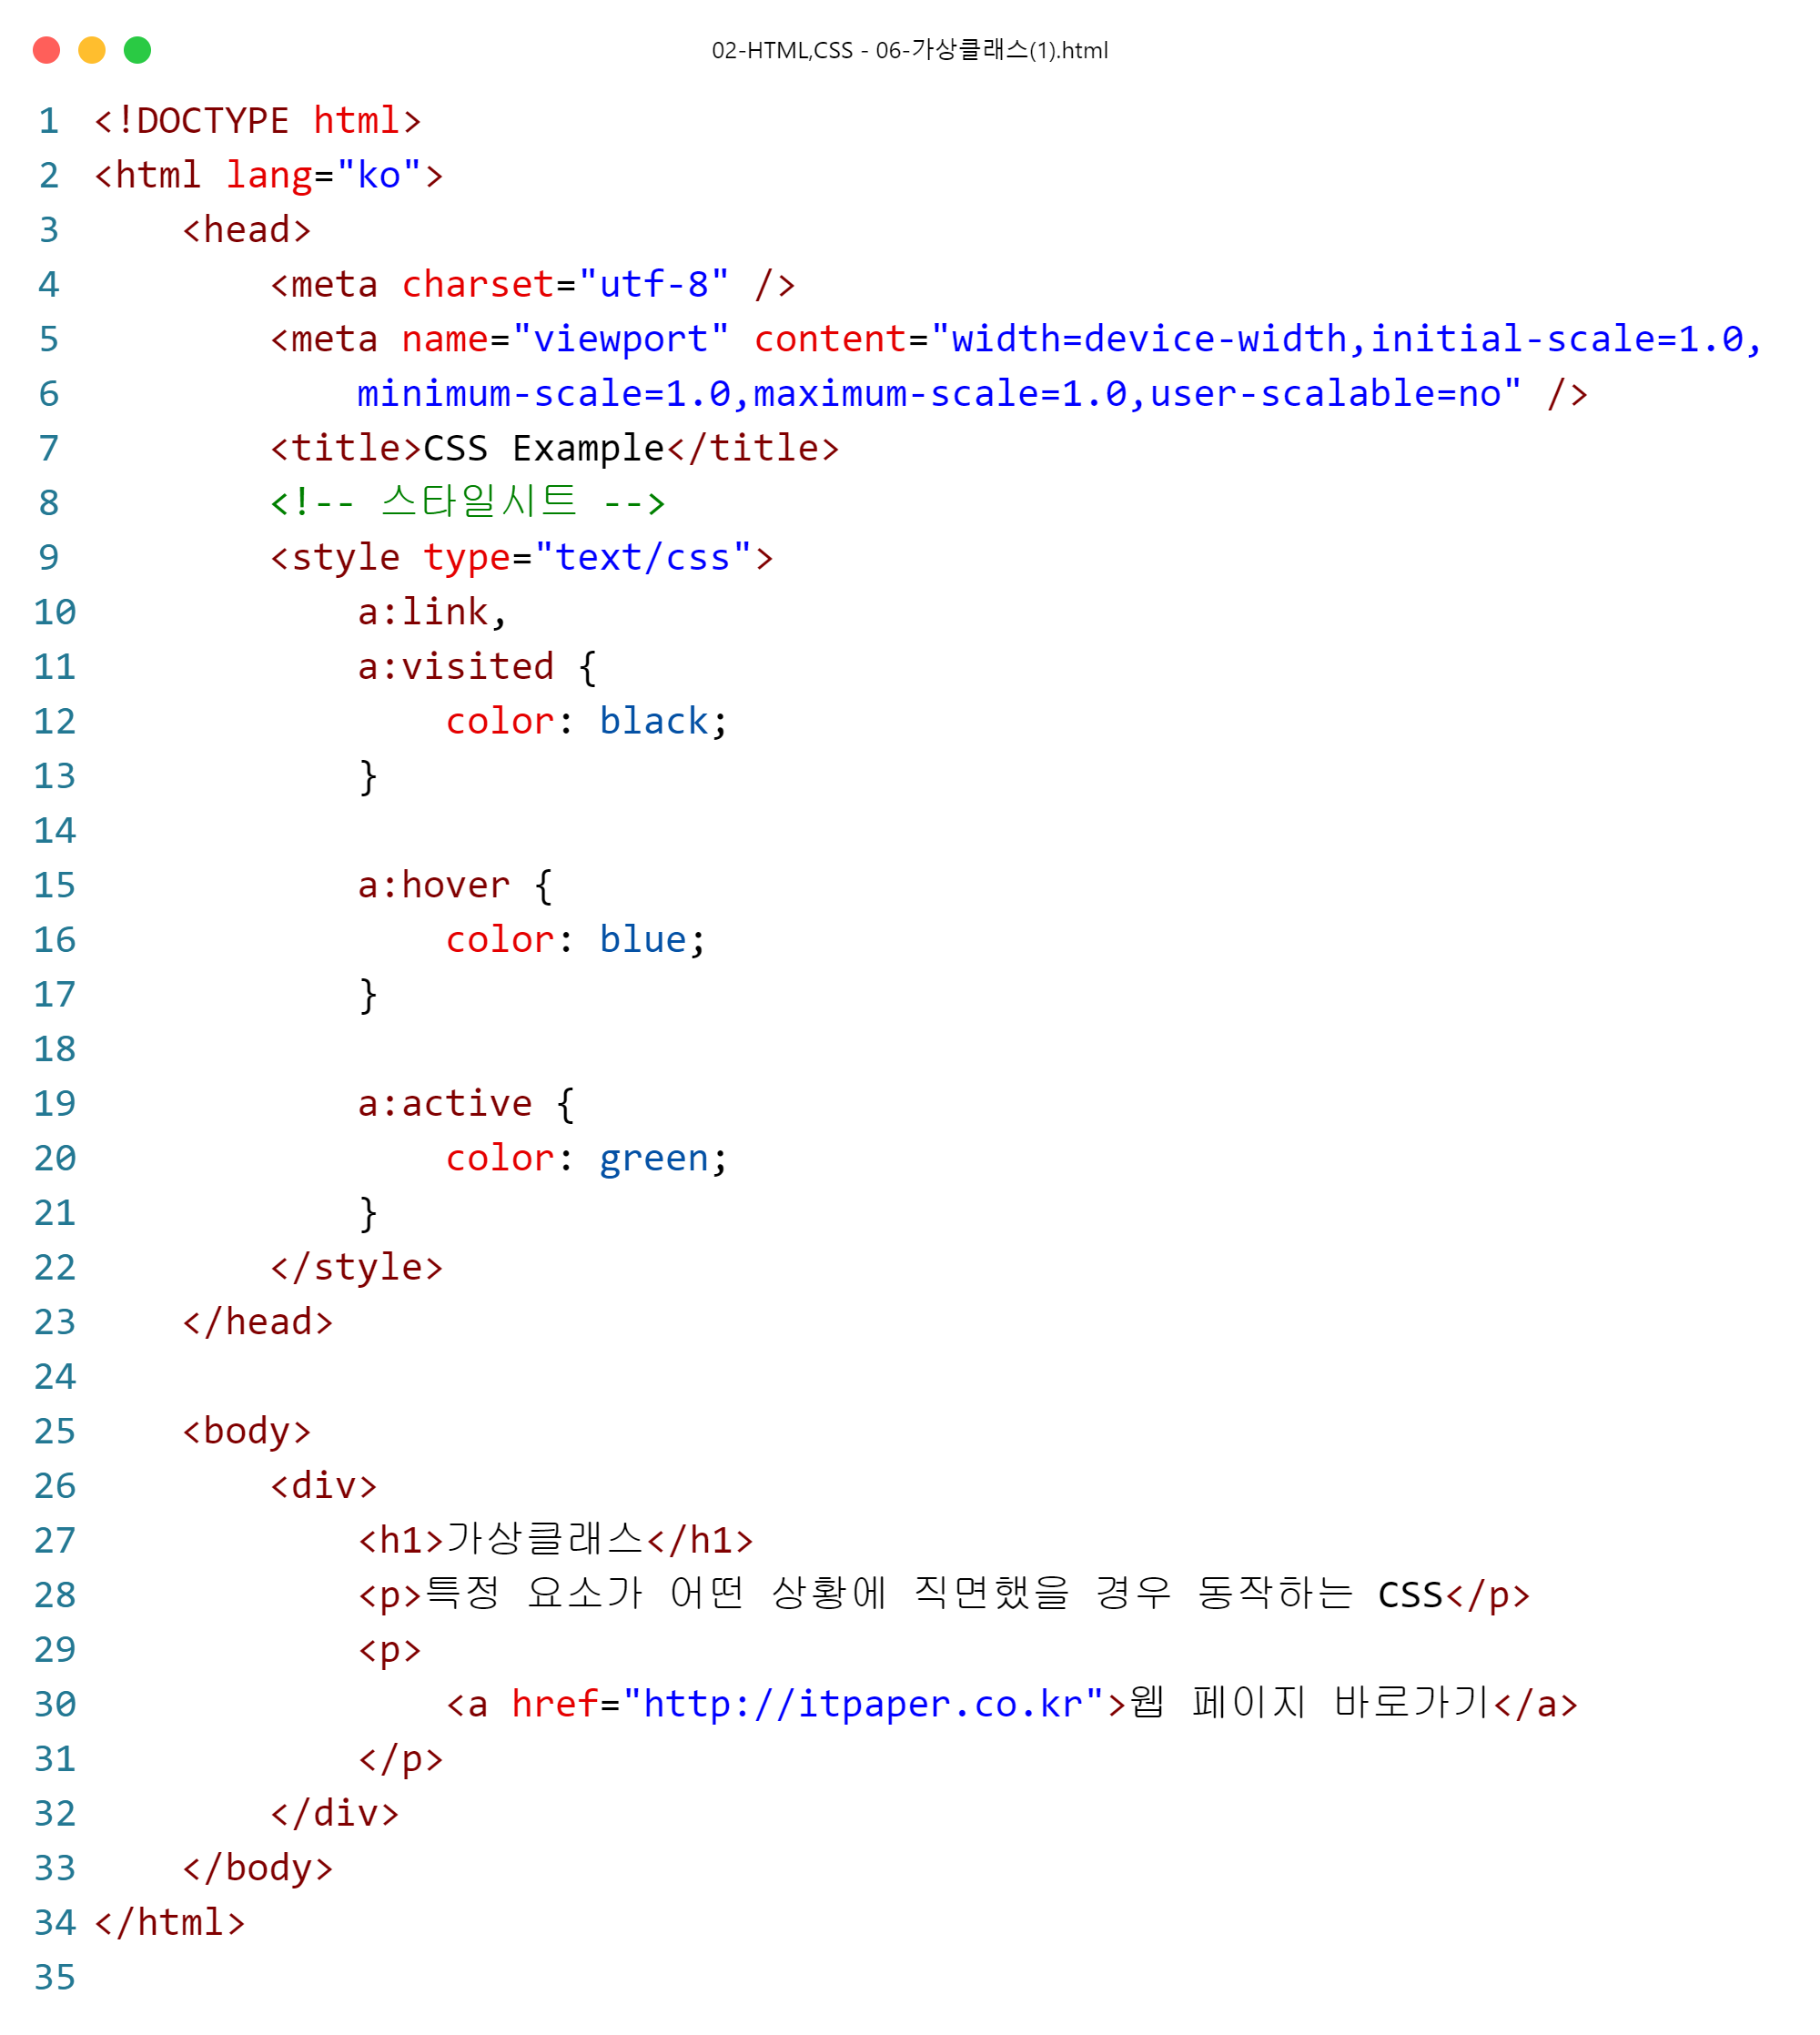 02-HTML,CSS - 06-가상클래스(1).html
1 <!DOCTYPE html>
2 <html lang="ko">
3     <head>
4         <meta charset="utf-8" />
5         <meta name="viewport" content="width=device-width,initial-scale=1.0,
6             minimum-scale=1.0,maximum-scale=1.0,user-scalable=no" />
7         <title>CSS Example</title>
8         <!-- 스타일시트 -->
9         <style type="text/css">
10             a:link,
11             a:visited {
12                 color: black;
13             }
14
15             a:hover {
16                 color: blue;
17             }
18
19             a:active {
20                 color: green;
21             }
22         </style>
23     </head>
24
25     <body>
26         <div>
27             <h1>가상클래스</h1>
28             <p>특정 요소가 어떤 상황에 직면했을 경우 동작하는 CSS</p>
29             <p>
30                 <a href="http://itpaper.co.kr">웹 페이지 바로가기</a>
31             </p>
32         </div>
33     </body>
34 </html>
35